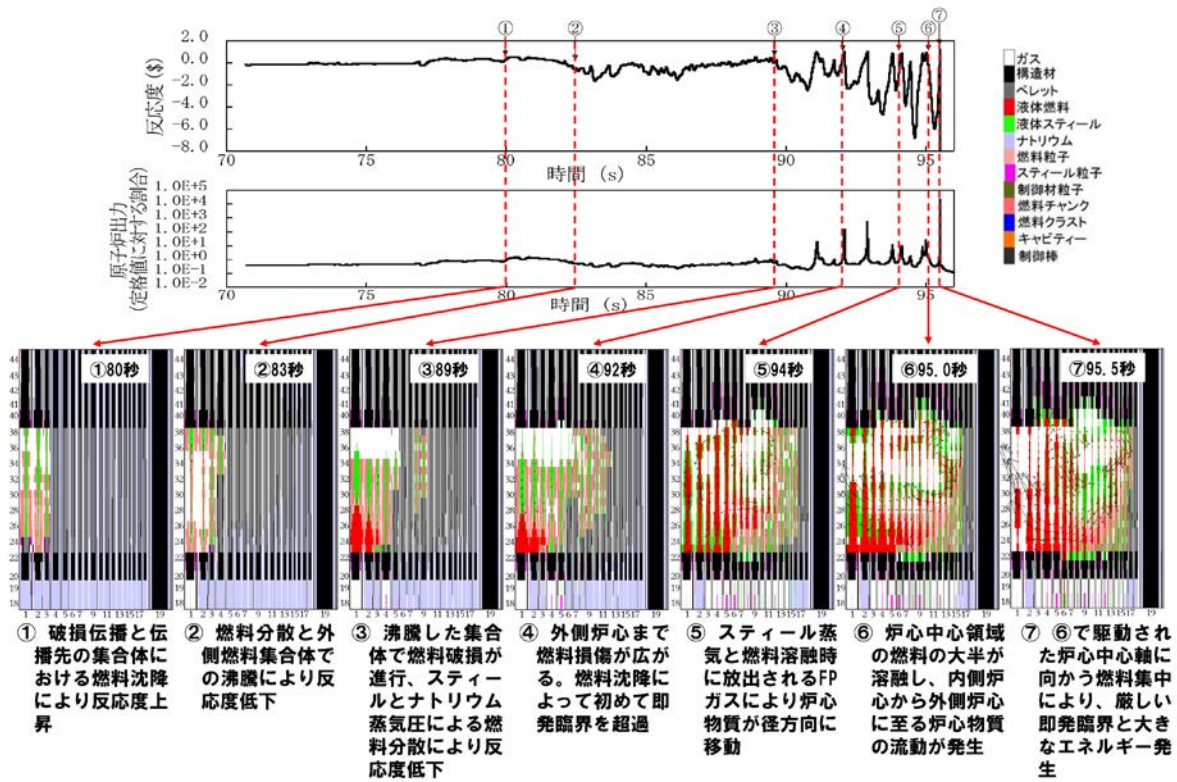 ① ② ③ ④ ⑤ ⑥ ⑦
反応度 ($)
2.0
0.0
-2.0
-4.0
-6.0
-8.0
70 75 80 85 90 95
時間 (s)
原子炉出力
(定格値に対する割合)
1.0E+5
1.0E+4
1.0E+3
1.0E+2
1.0E+1
1.0E+0
1.0E-1
1.0E-2
70 75 80 85 90 95
時間 (s)
ガス
構造材
ペレット
液体燃料
液体スティール
ナトリウム
燃料粒子
スティール粒子
制御材粒子
燃料チャンク
燃料クラスト
キャビティー
制御棒
①80秒
②83秒
③89秒
④92秒
⑤94秒
⑥95.0秒
⑦95.5秒
① 破損伝播と伝
播先の集合体に
おける燃料沈降
により反応度上
昇
② 燃料分散と外
側燃料集合体で
の沸騰により反
応度低下
③ 沸騰した集合
体で燃料破損が
進行、スティー
ルとナトリウム
蒸気圧による燃
料分散により反
応度低下
④ 外側炉心まで
燃料損傷が広が
る。燃料沈降に
よって初めて即
発臨界を超過
⑤ スティール蒸
気と燃料溶融時
に放出されるFP
ガスにより炉心
物質が径方向に
移動
⑥ 炉心中心領域
の燃料の大半が
溶融し、内側炉
心から外側炉心
に至る炉心物質
の流動が発生
⑦ ⑥で駆動され
た炉心中心軸に
向かう燃料集中
により、厳しい
即発臨界と大き
なエネルギー発
生